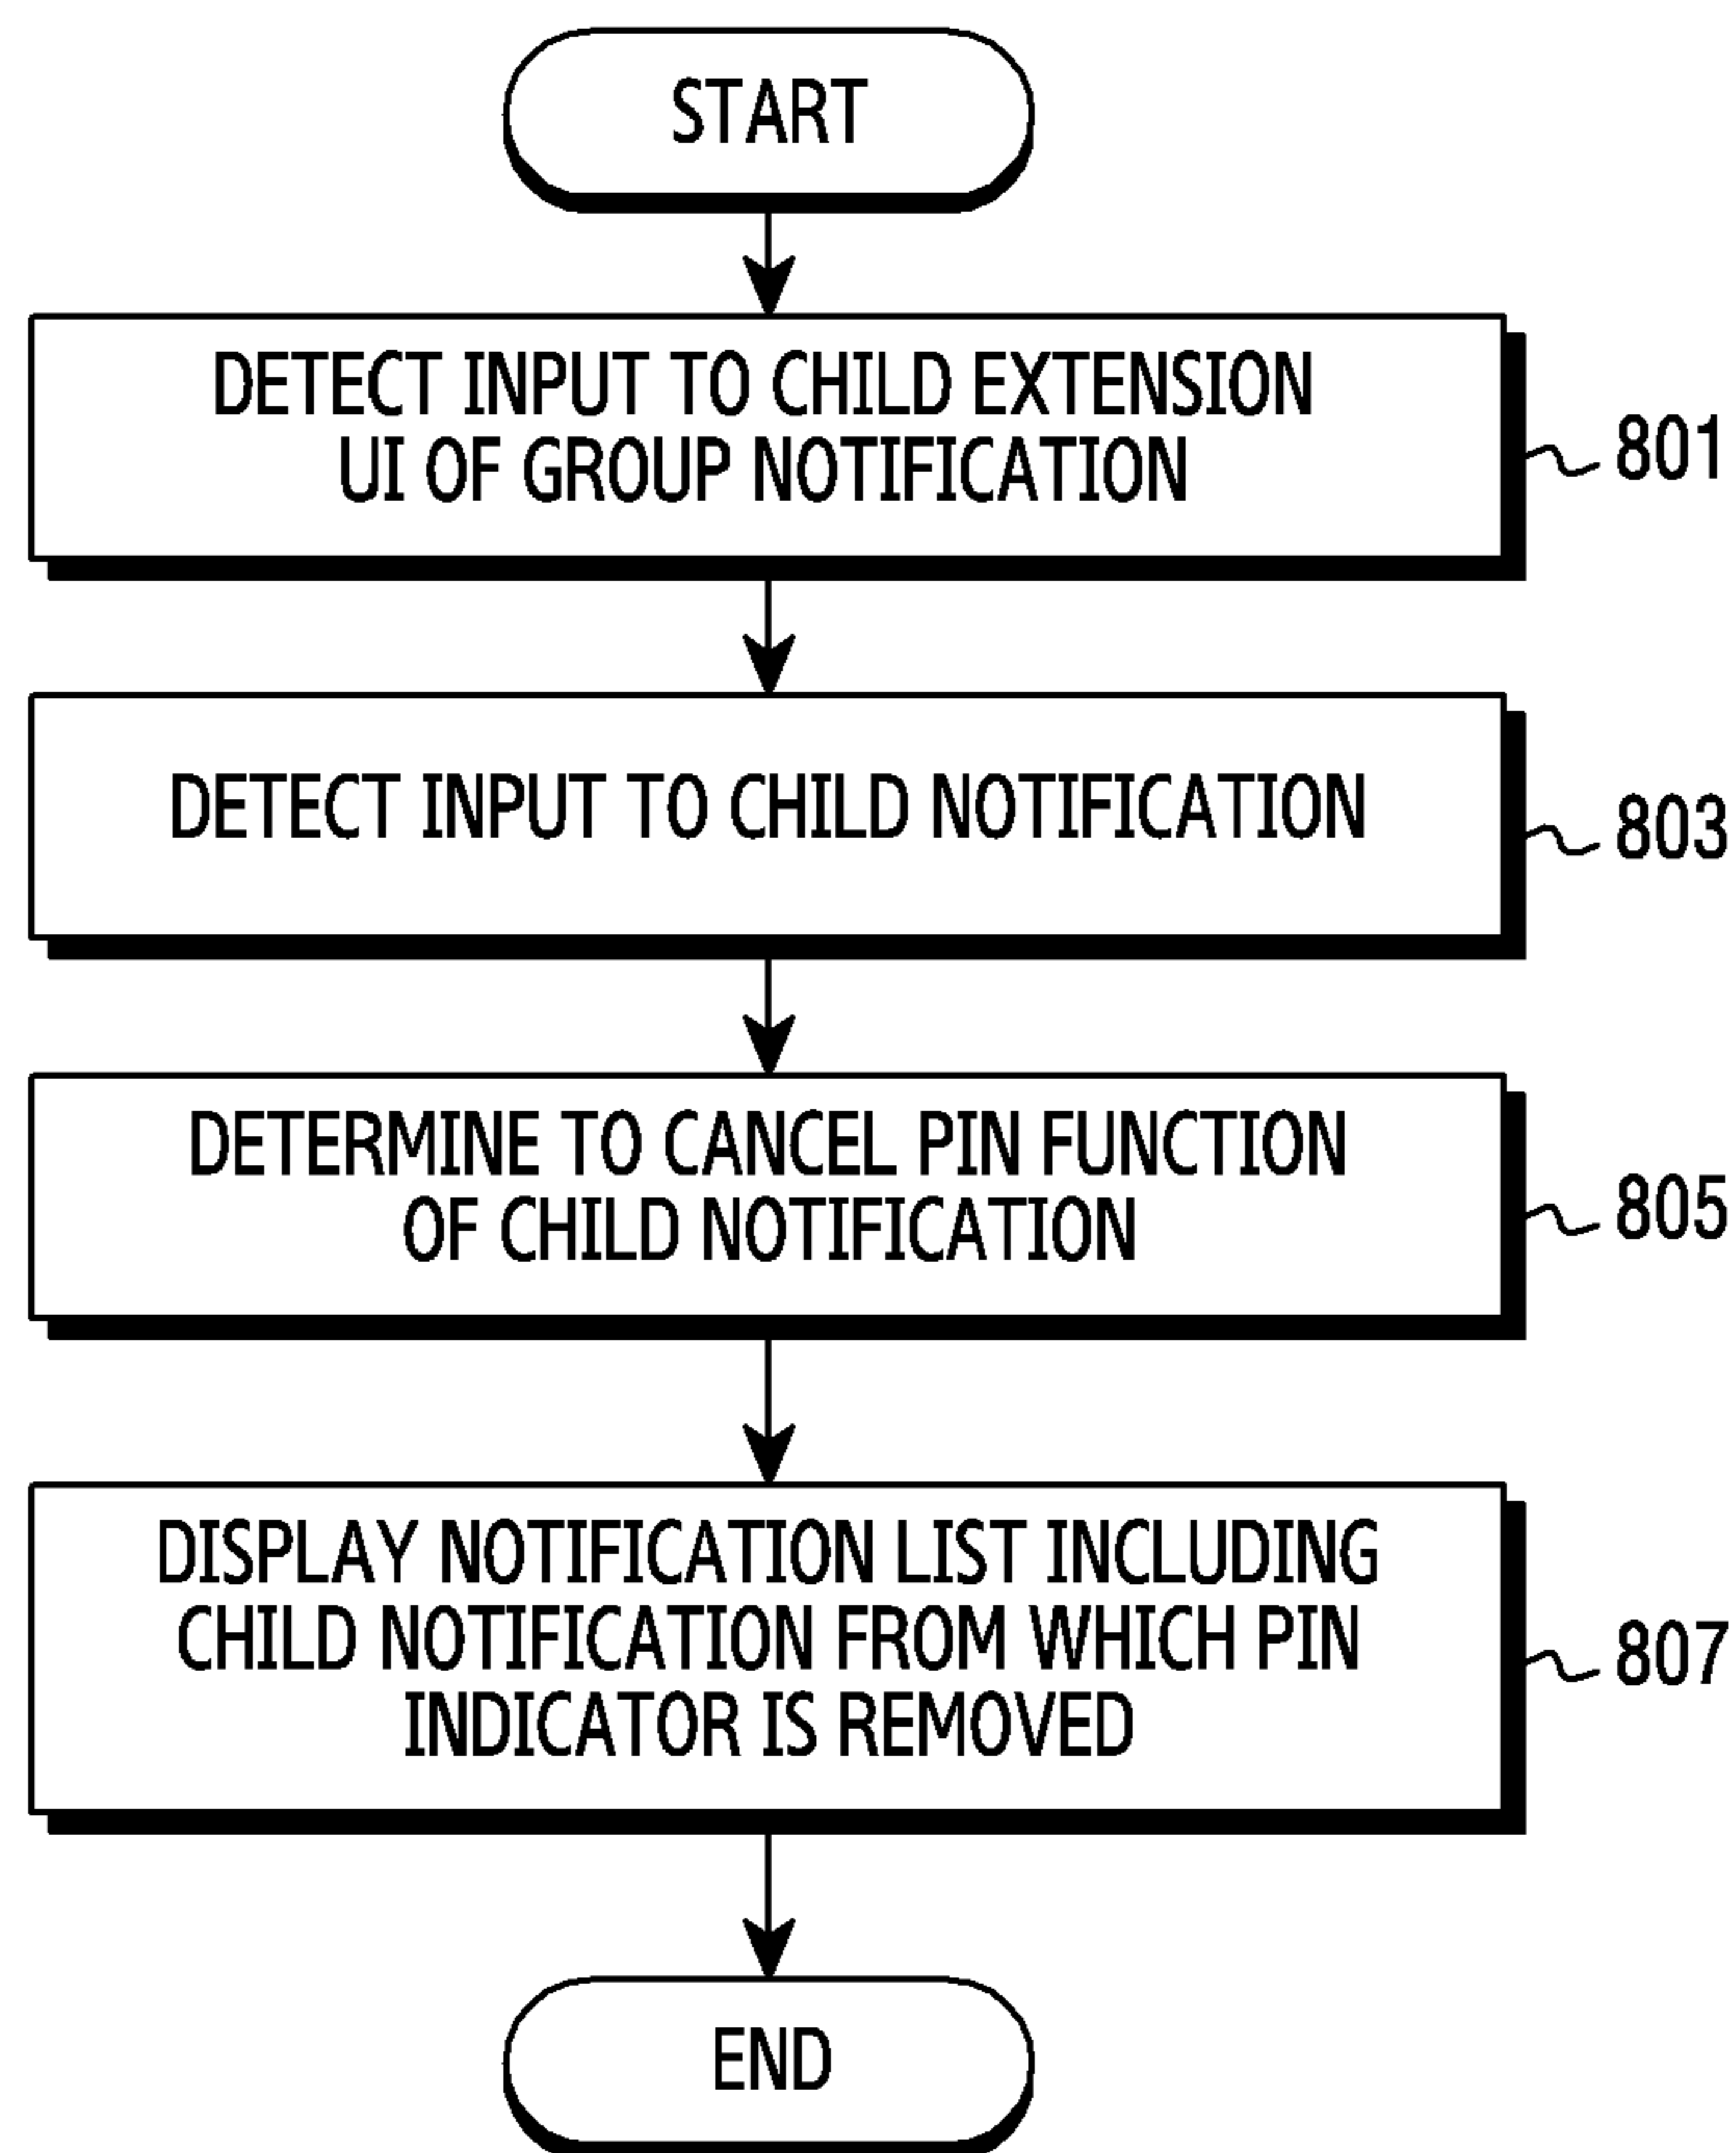 START
DETECT INPUT TO CHILD EXTENSION
UI OF GROUP NOTIFICATION
801
DETECT INPUT TO CHILD NOTIFICATION
803
DETERMINE TO CANCEL PIN FUNCTION
OF CHILD NOTIFICATION
805
DISPLAY NOTIFICATION LIST INCLUDING
CHILD NOTIFICATION FROM WHICH PIN
INDICATOR IS REMOVED
807
END